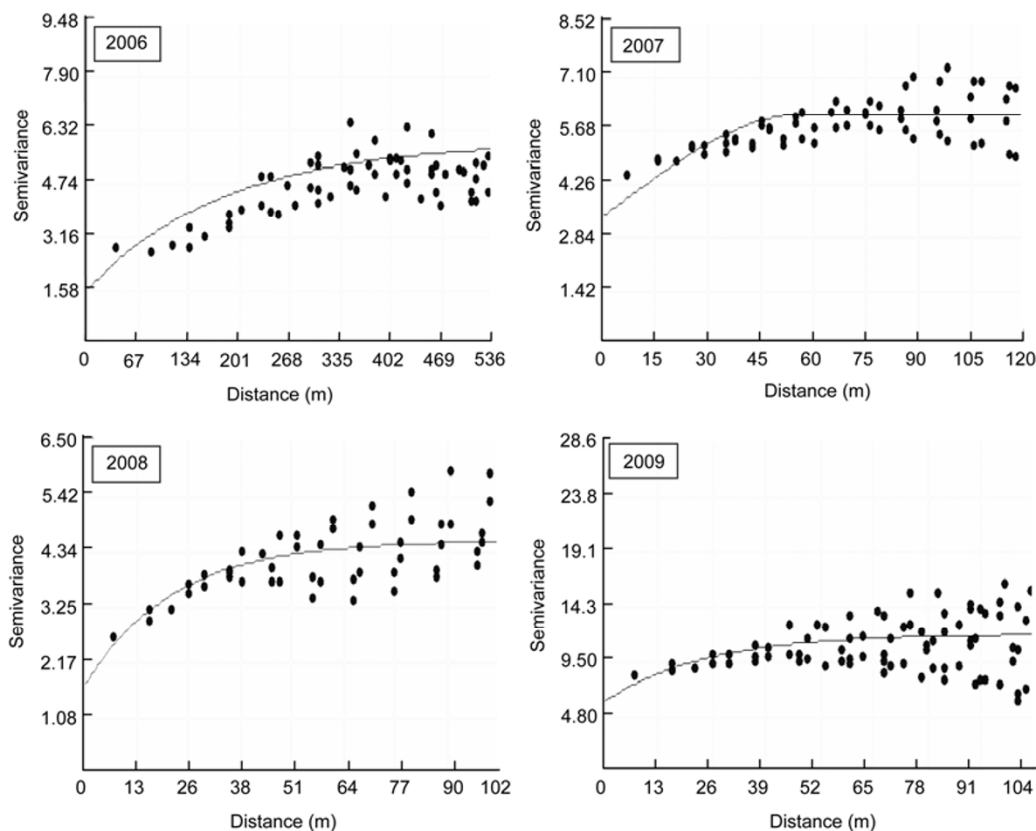 9.48
2006
7.90
6.32
4.74
3.16
1.58
Semivariance
0 67 134 201 268 335 402 469 536
Distance (m)
8.52
2007
7.10
5.68
4.26
2.84
1.42
Semivariance
0 15 30 45 60 75 90 105 120
Distance (m)
6.50
2008
5.42
4.34
3.25
2.17
1.08
Semivariance
0 13 26 38 51 64 77 90 102
Distance (m)
28.6
2009
23.8
19.1
14.3
9.50
4.80
Semivariance
0 13 26 39 52 65 78 91 104
Distance (m)